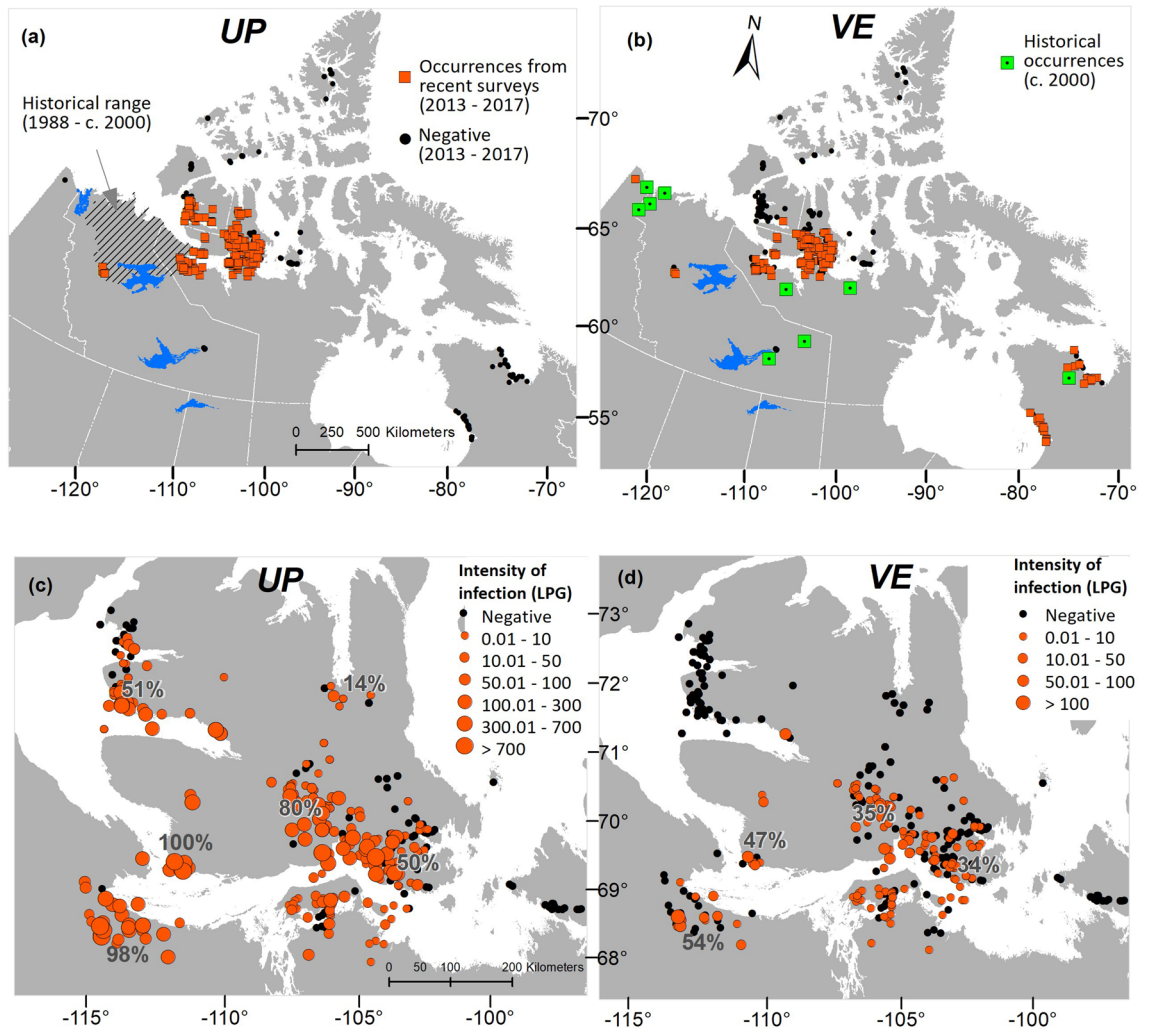 (a)
UP
Historical range
(1988 - c. 2000)
Occurrences from
recent surveys
(2013 - 2017)
Negative
(2013 - 2017)
0 250 500 Kilometers
-120° -110° -100° -90° -80° -70°
(b)
N
VE
Historical
occurrences
(c. 2000)
70°
65°
60°
55°
-120° -110° -100° -90° -80° -70°
(c)
UP
Intensity of
infection (LPG)
Negative
0.01 - 10
10.01 - 50
50.01 - 100
100.01 - 300
300.01 - 700
> 700
51%
14%
80%
100%
50%
98%
0 50 100 200 Kilometers
-115° -110° -105° -100°
(d)
VE
Intensity of
infection (LPG)
Negative
0.01 - 10
10.01 - 50
50.01 - 100
> 100
73°
72°
71°
70°
69°
68°
35%
47%
34%
54%
-115° -110° -105° -100°